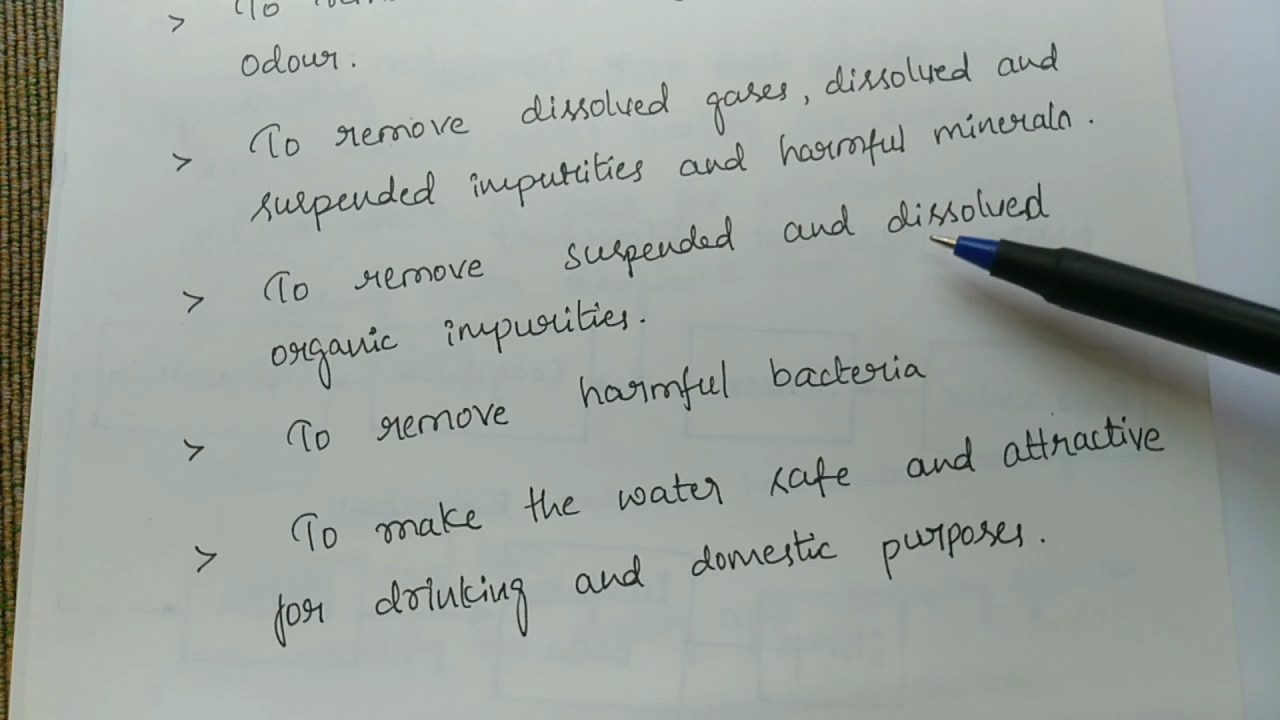 > To
odour.
> To remove dissolved gases, dissolved and
suspended impurities and harmful minerals.
> To remove suspended and dissolved
organic impurities.
> To remove harmful bacteria
> To make the water safe and attractive
for drinking and domestic purposes.